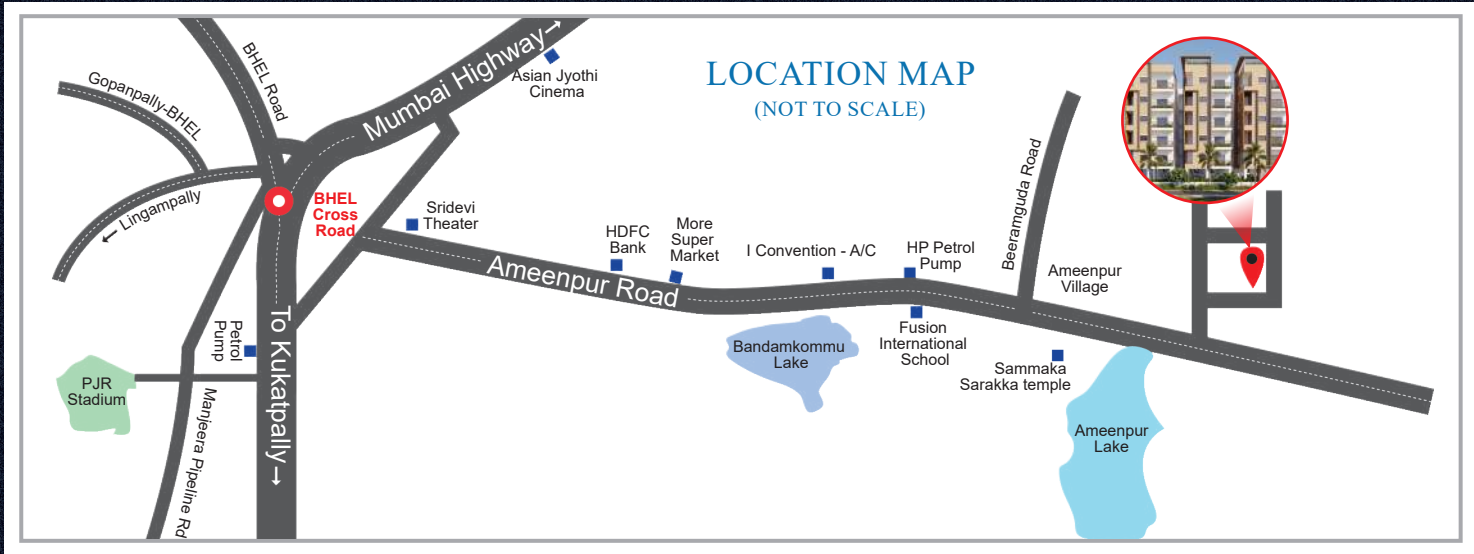 LOCATION MAP
(NOT TO SCALE)
BHEL Road
Gopanpally-BHEL
← Lingampally
Mumbai Highway→
Asian Jyothi
Cinema
BHEL
Cross
Road
Sridevi
Theater
HDFC
Bank
More
Super
Market
I Convention - A/C
HP Petrol
Pump
Beeramguda Road
Ameenpur
Village
Ameenpur Road
To Kukatpally→
Petrol
Pump
PJR
Stadium
Manjeera Pipeline Rd
Bandamkommu
Lake
Fusion
International
School
Sammaka
Sarakka temple
Ameenpur
Lake